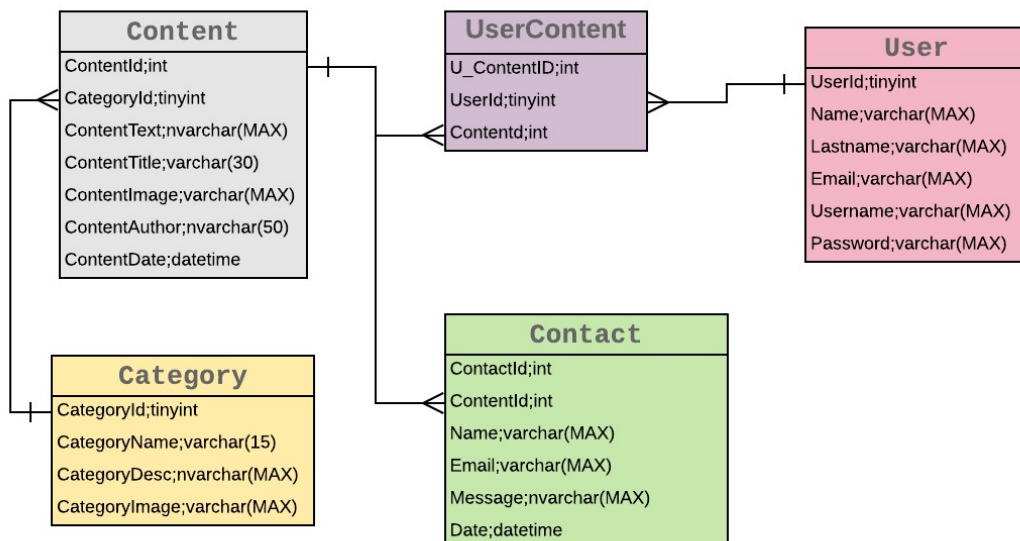 Content
ContentId;int
CategoryId;tinyint
ContentText;nvarchar(MAX)
ContentTitle;varchar(30)
ContentImage;varchar(MAX)
ContentAuthor;nvarchar(50)
ContentDate;datetime
UserContent
U_ContentID;int
UserId;tinyint
Contentd;int
User
UserId;tinyint
Name;varchar(MAX)
Lastname;varchar(MAX)
Email;varchar(MAX)
Username;varchar(MAX)
Password;varchar(MAX)
Category
CategoryId;tinyint
CategoryName;varchar(15)
CategoryDesc;nvarchar(MAX)
CategoryImage;varchar(MAX)
Contact
ContactId;int
ContentId;int
Name;varchar(MAX)
Email;varchar(MAX)
Message;nvarchar(MAX)
Date;datetime